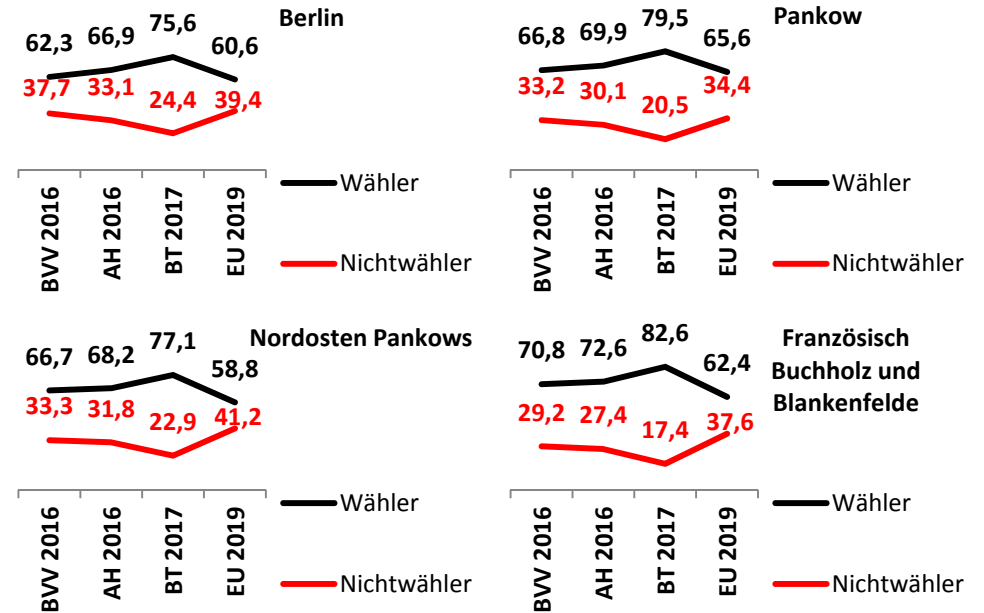 Berlin
62,3 66,9 75,6 60,6
37,7 33,1 24,4 39,4
BVV 2016
AH 2016
BT 2017
EU 2019
Wähler
Nichtwähler
Pankow
66,8 69,9 79,5 65,6
33,2 30,1 20,5 34,4
BVV 2016
AH 2016
BT 2017
EU 2019
Wähler
Nichtwähler
Nordosten Pankows
66,7 68,2 77,1 58,8
33,3 31,8 22,9 41,2
BVV 2016
AH 2016
BT 2017
EU 2019
Wähler
Nichtwähler
Französisch
Buchholz und
Blankenfelde
70,8 72,6 82,6 62,4
29,2 27,4 17,4 37,6
BVV 2016
AH 2016
BT 2017
EU 2019
Wähler
Nichtwähler